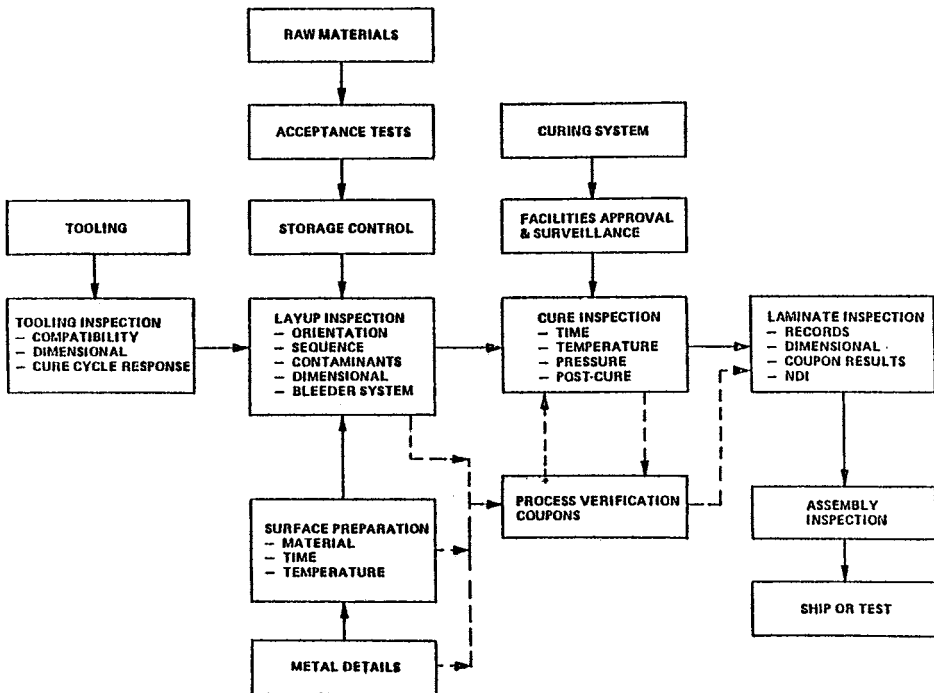 RAW MATERIALS
ACCEPTANCE TESTS
CURING SYSTEM
TOOLING
STORAGE CONTROL
FACILITIES APPROVAL
& SURVEILLANCE
TOOLING INSPECTION
– COMPATIBILITY
– DIMENSIONAL
– CURE CYCLE RESPONSE
LAYUP INSPECTION
– ORIENTATION
– SEQUENCE
– CONTAMINANTS
– DIMENSIONAL
– BLEEDER SYSTEM
CURE INSPECTION
– TIME
– TEMPERATURE
– PRESSURE
– POST-CURE
LAMINATE INSPECTION
– RECORDS
– DIMENSIONAL
– COUPON RESULTS
– NDI
SURFACE PREPARATION
– MATERIAL
– TIME
– TEMPERATURE
PROCESS VERIFICATION
COUPONS
ASSEMBLY
INSPECTION
SHIP OR TEST
METAL DETAILS